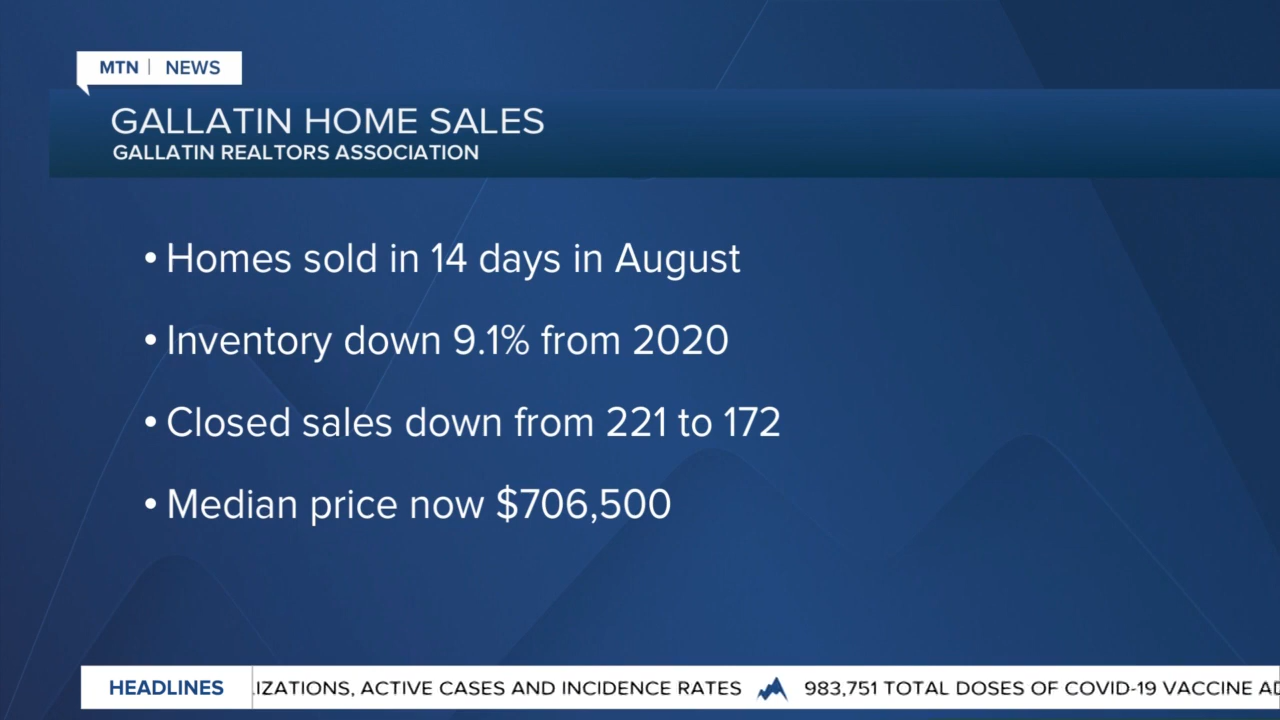 MTN | NEWS
GALLATIN HOME SALES
GALLATIN REALTORS ASSOCIATION
• Homes sold in 14 days in August
• Inventory down 9.1% from 2020
• Closed sales down from 221 to 172
• Median price now $706,500
HEADLINES IZATIONS, ACTIVE CASES AND INCIDENCE RATES 983,751 TOTAL DOSES OF COVID-19 VACCINE AD